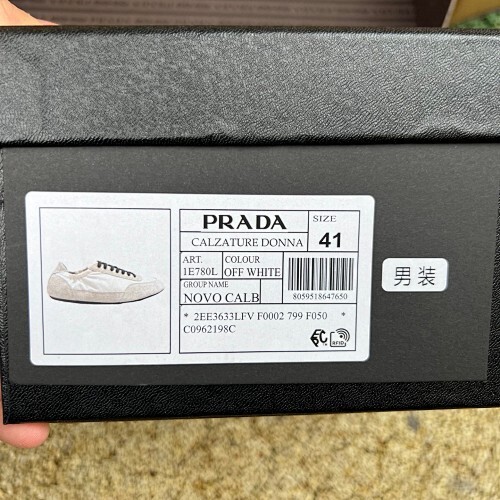 PRADA
SIZE
CALZATURE DONNA
41
ART.
COLOUR
1E780L
OFF WHITE
GROUP NAME
NOVO CALB
8059518647650
* 2EE3633LFV F0002 799 F050 *
C0962198C
RFID
男装